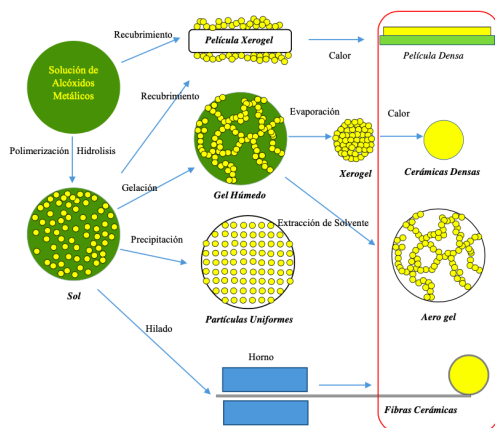 Recubrimiento
Película Xerogel
Calor
Película Densa
Solución de
Alcóxidos
Metálicos
Recubrimiento
Polimerización
Hidrolisis
Evaporación
Calor
Gelación
Gel Húmedo
Xerogel
Cerámicas Densas
Sol
Precipitación
Extracción de Solvente
Partículas Uniformes
Aero gel
Hilado
Horno
Fibras Cerámicas